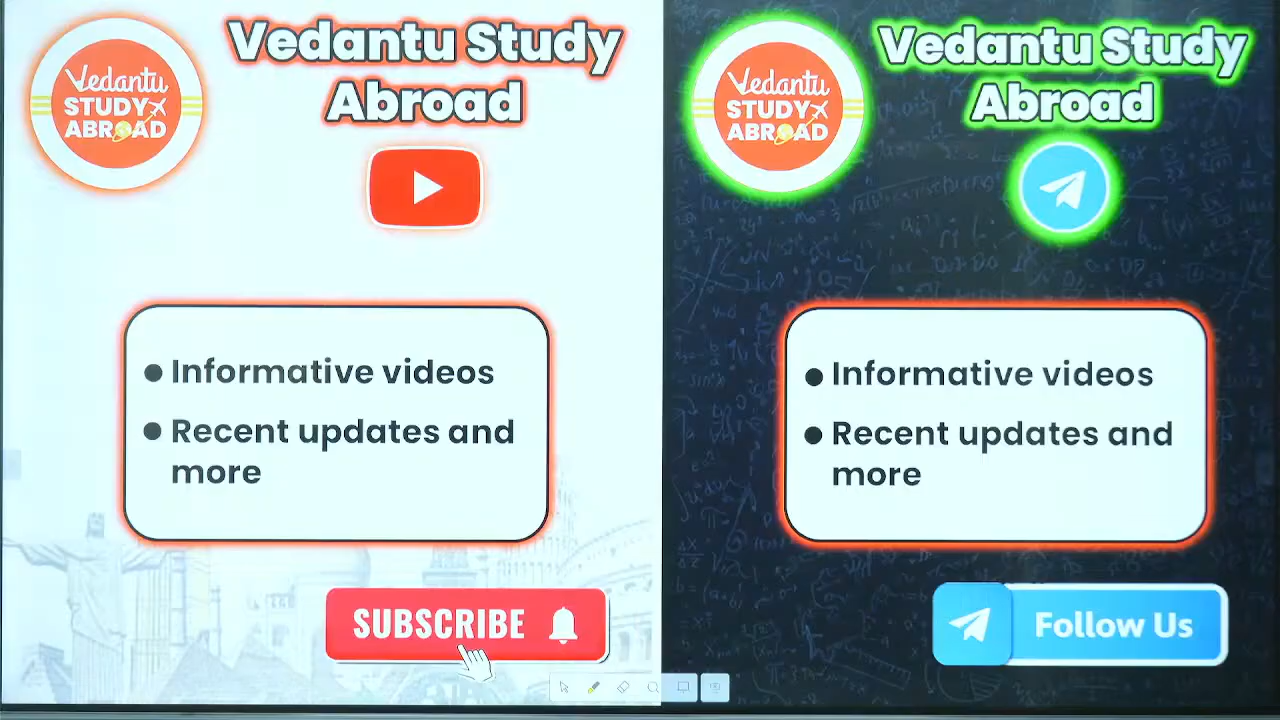 Vedantu
STUDY
ABROAD
Vedantu Study
Abroad
Informative videos
Recent updates and
more
SUBSCRIBE
Vedantu
STUDY
ABROAD
Vedantu Study
Abroad
Informative videos
Recent updates and
more
Follow Us